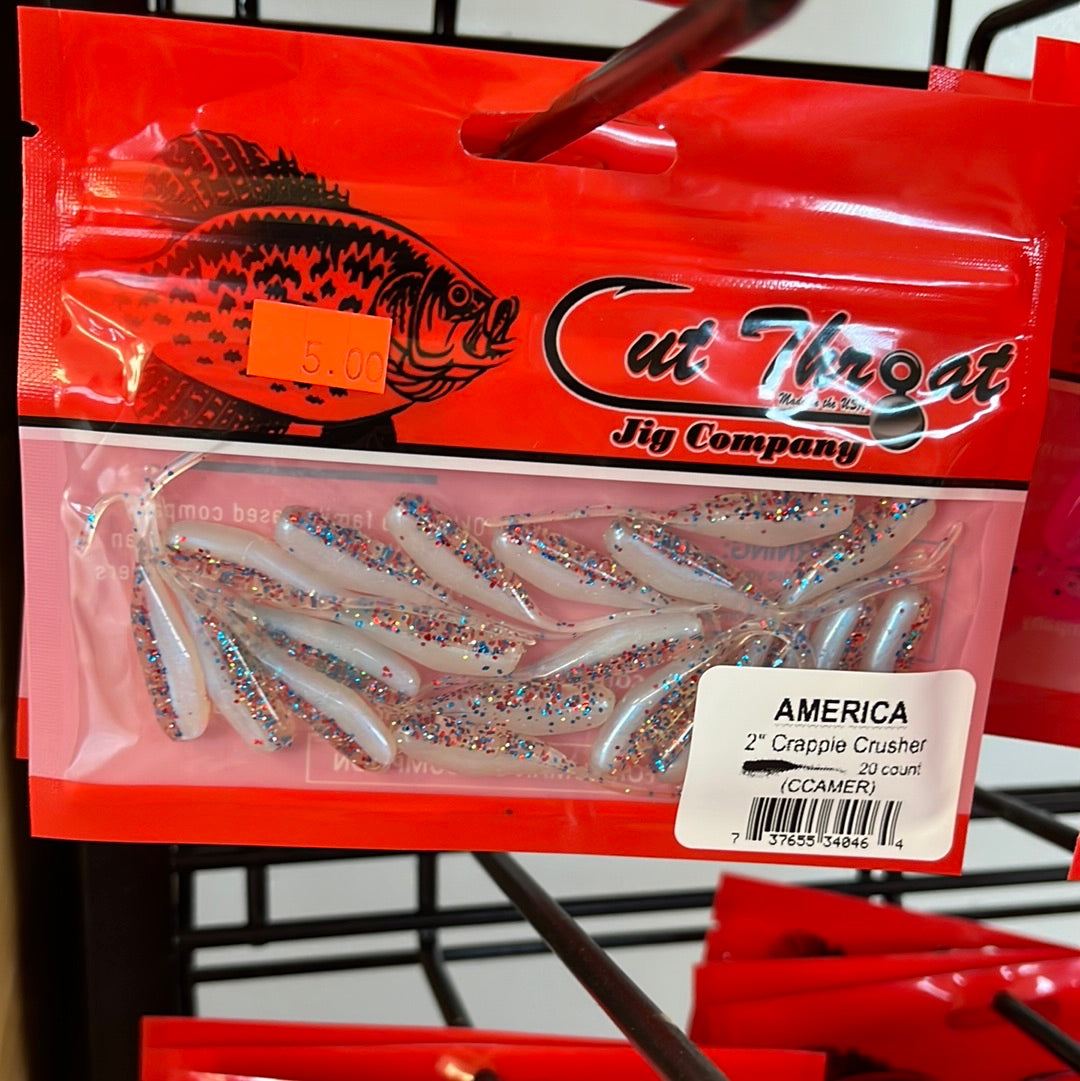 5.00
Cut Throat
Made in the USA
Jig Company
AMERICA
2" Crappie Crusher
20 count
(CCAMER)
7 37655 34046 4